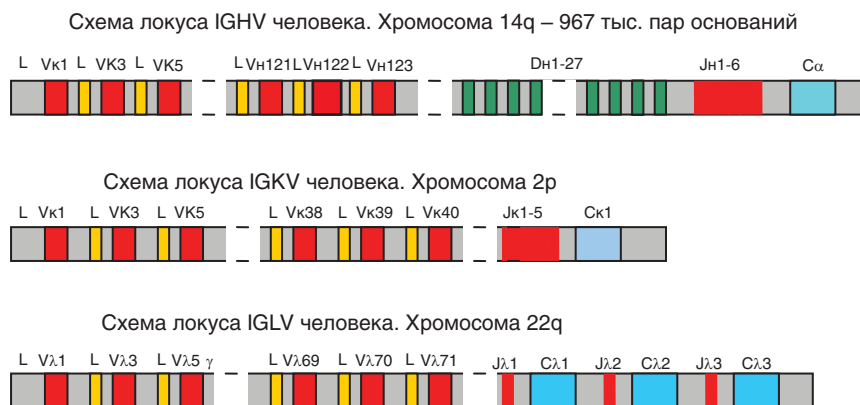 Схема локуса IGHV человека. Хромосома 14q – 967 тыс. пар оснований
L Vκ1 L VK3 L VK5 L VH121 L VH122 L VH123 DH1-27 JH1-6 Cα
Схема локуса IGKV человека. Хромосома 2p
L Vκ1 L VK3 L VK5 L Vκ38 L Vκ39 L Vκ40 Jκ1-5 Cκ1
Схема локуса IGLV человека. Хромосома 22q
L Vλ1 L Vλ3 L Vλ5 γ L Vλ69 L Vλ70 L Vλ71 Jλ1 Cλ1 Jλ2 Cλ2 Jλ3 Cλ3